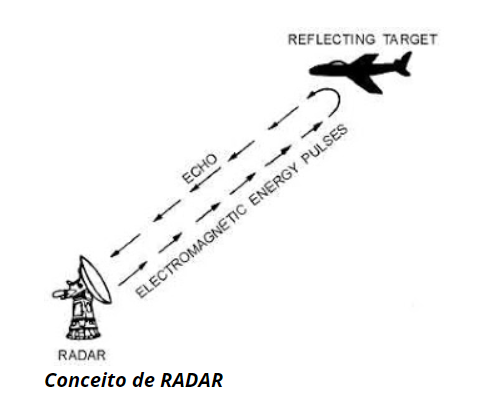 REFLECTING TARGET
ECHO
ELECTROMAGNETIC ENERGY PULSES
RADAR
Conceito de RADAR